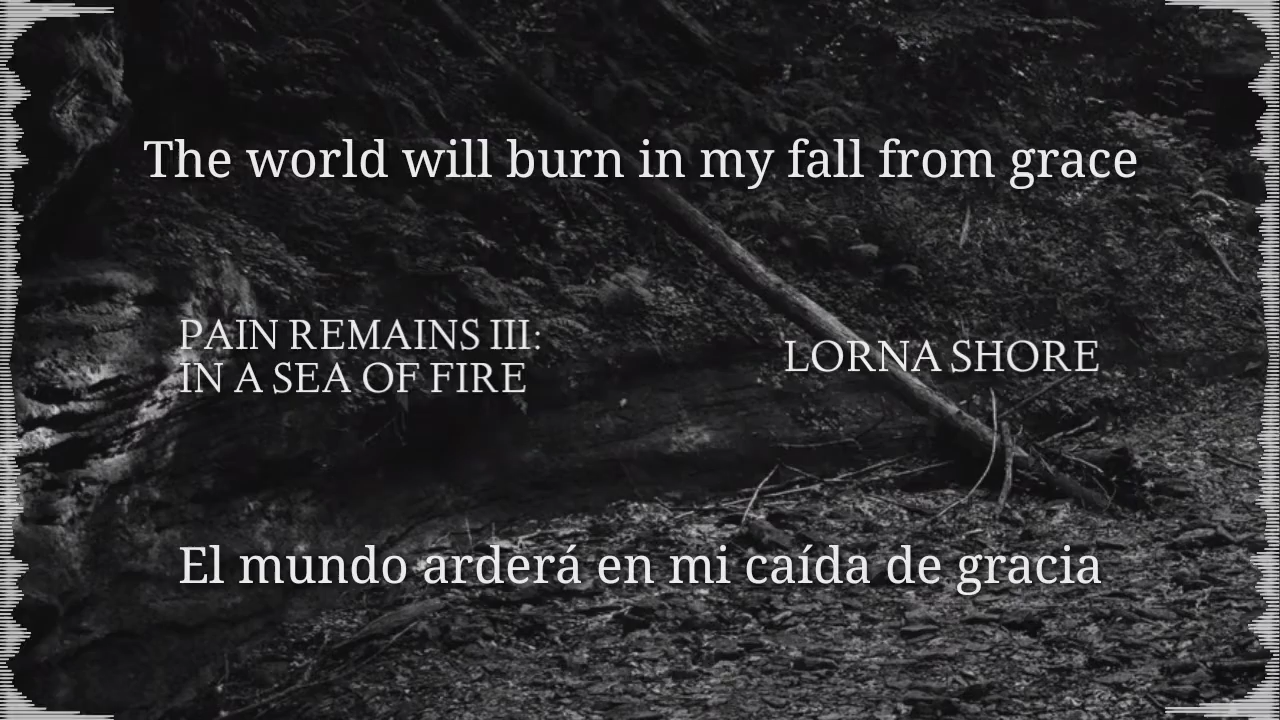 The world will burn in my fall from grace
PAIN REMAINS III:
IN A SEA OF FIRE
LORNA SHORE
El mundo arderá en mi caída de gracia